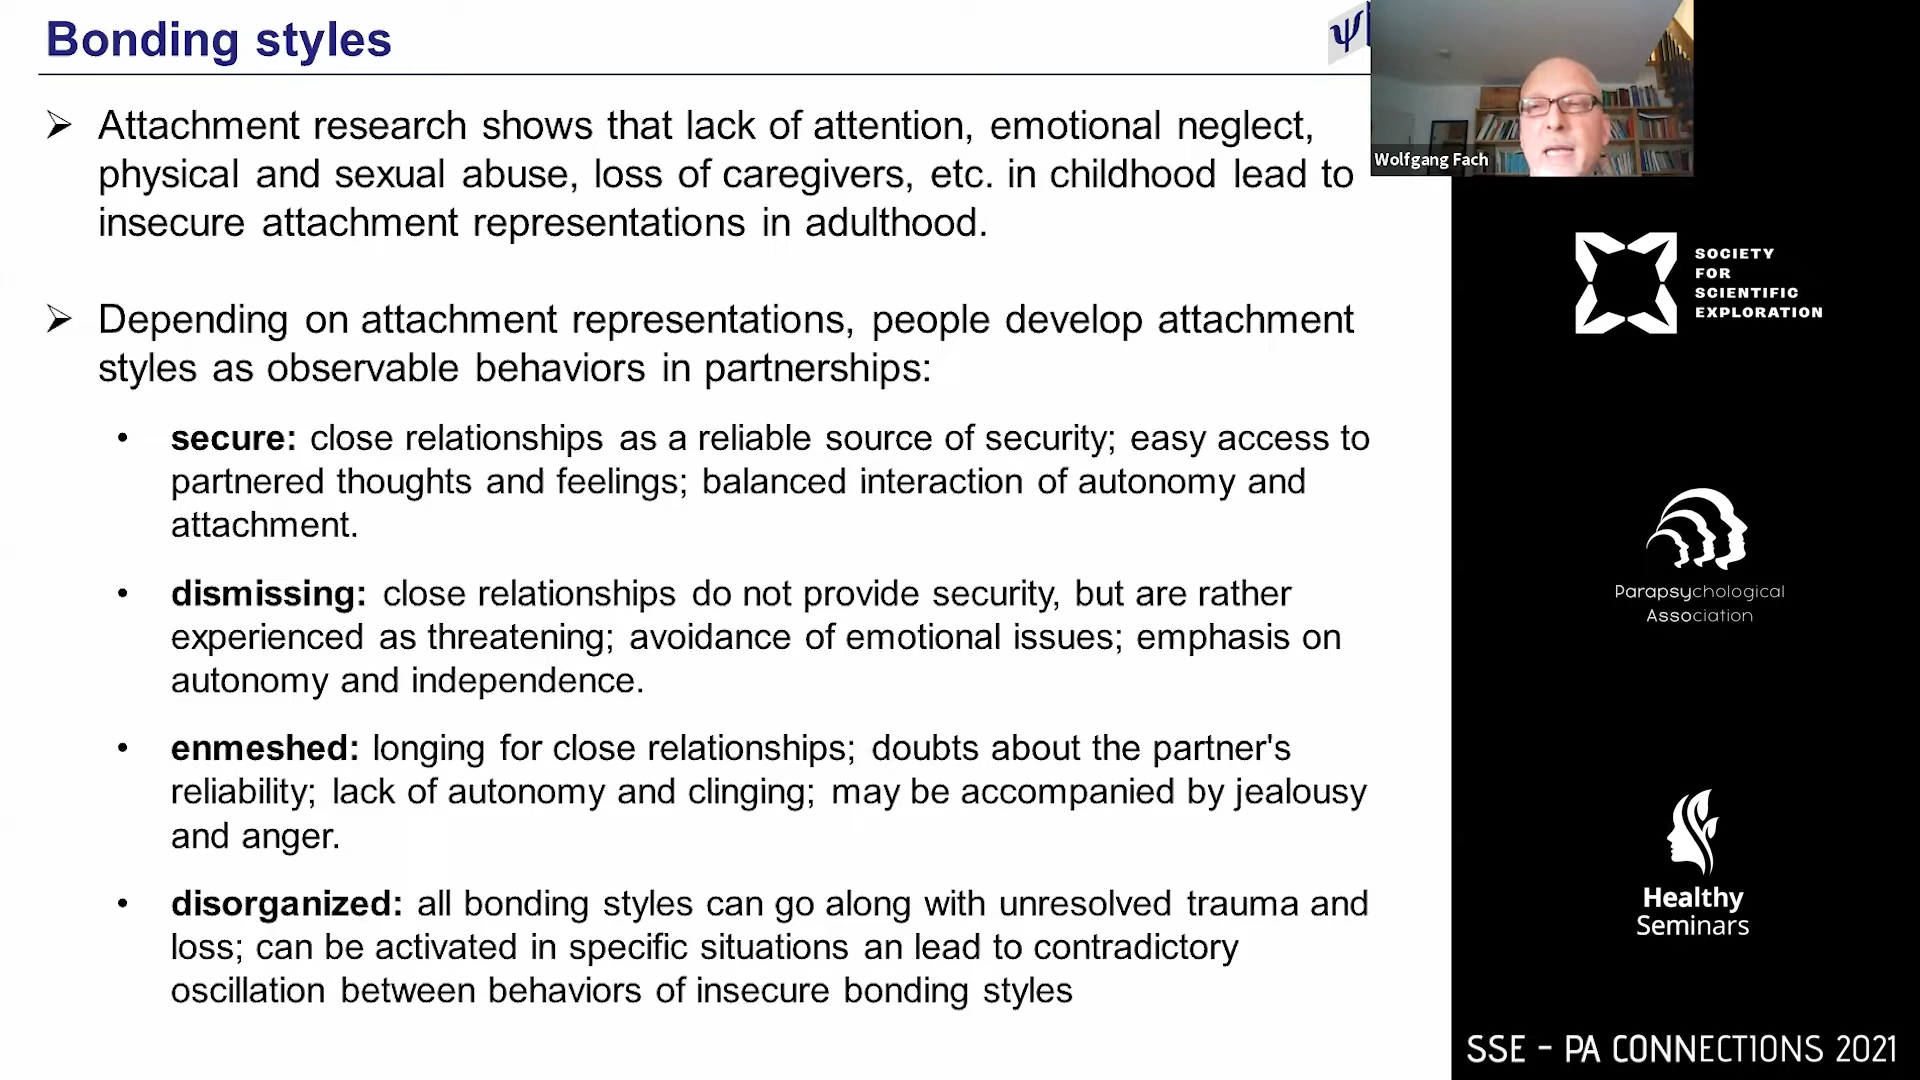 Bonding styles
ψ
➢ Attachment research shows that lack of attention, emotional neglect,
physical and sexual abuse, loss of caregivers, etc. in childhood lead to
insecure attachment representations in adulthood.
➢ Depending on attachment representations, people develop attachment
styles as observable behaviors in partnerships:
• secure: close relationships as a reliable source of security; easy access to
partnered thoughts and feelings; balanced interaction of autonomy and
attachment.
• dismissing: close relationships do not provide security, but are rather
experienced as threatening; avoidance of emotional issues; emphasis on
autonomy and independence.
• enmeshed: longing for close relationships; doubts about the partner's
reliability; lack of autonomy and clinging; may be accompanied by jealousy
and anger.
• disorganized: all bonding styles can go along with unresolved trauma and
loss; can be activated in specific situations an lead to contradictory
oscillation between behaviors of insecure bonding styles
Wolfgang Fach
SOCIETY
FOR
SCIENTIFIC
EXPLORATION
Parapsychological
Association
Healthy
Seminars
SSE - PA CONNECTIONS 2021